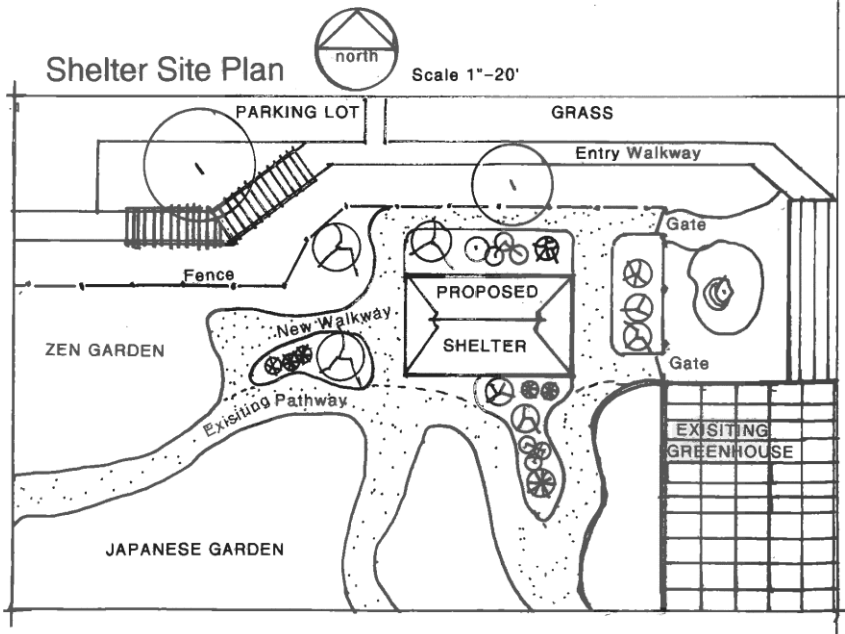 north
Shelter Site Plan
Scale 1"-20'
PARKING LOT
GRASS
Entry Walkway
Gate
Fence
PROPOSED
New Walkway
SHELTER
ZEN GARDEN
Gate
Exisiting Pathway
EXISITING
GREENHOUSE
JAPANESE GARDEN